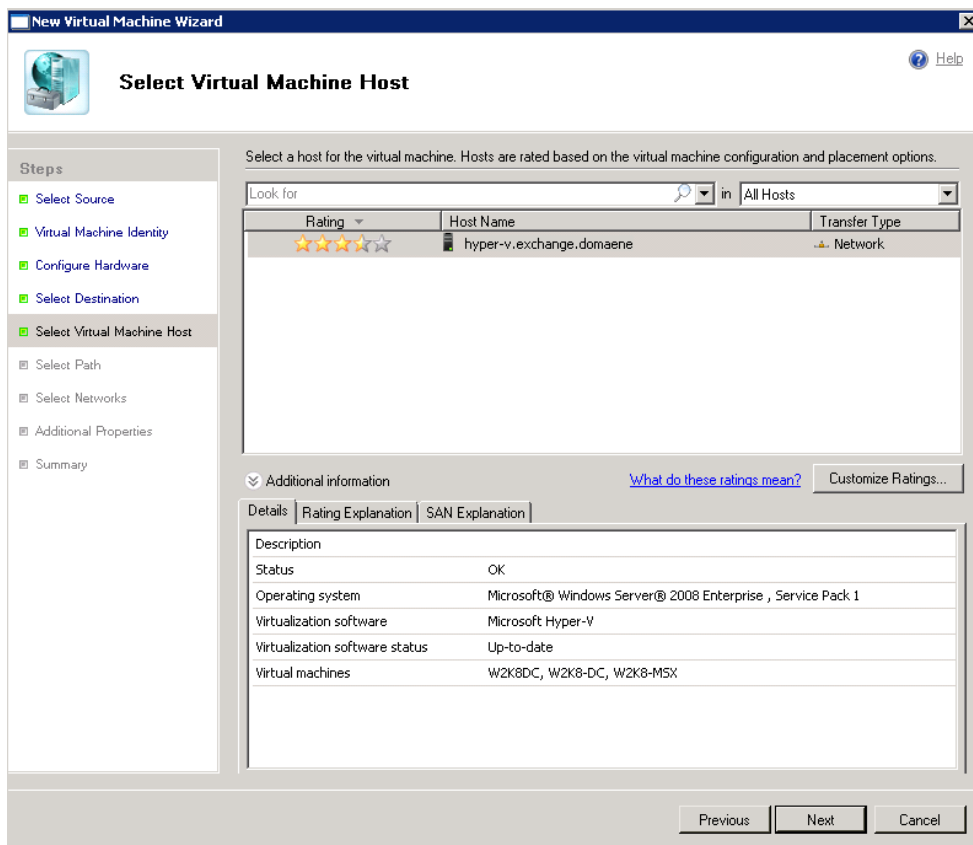 New Virtual Machine Wizard
Help
Select Virtual Machine Host
Steps
Select Source
Virtual Machine Identity
Configure Hardware
Select Destination
Select Virtual Machine Host
Select Path
Select Networks
Additional Properties
Summary
Select a host for the virtual machine. Hosts are rated based on the virtual machine configuration and placement options.
Look for in All Hosts
Rating Host Name Transfer Type
hyper-v.exchange.domaene Network
Additional information What do these ratings mean? Customize Ratings...
Details Rating Explanation SAN Explanation
Description
Status OK
Operating system Microsoft® Windows Server® 2008 Enterprise , Service Pack 1
Virtualization software Microsoft Hyper-V
Virtualization software status Up-to-date
Virtual machines W2K8DC, W2K8-DC, W2K8-MSX
Previous Next Cancel